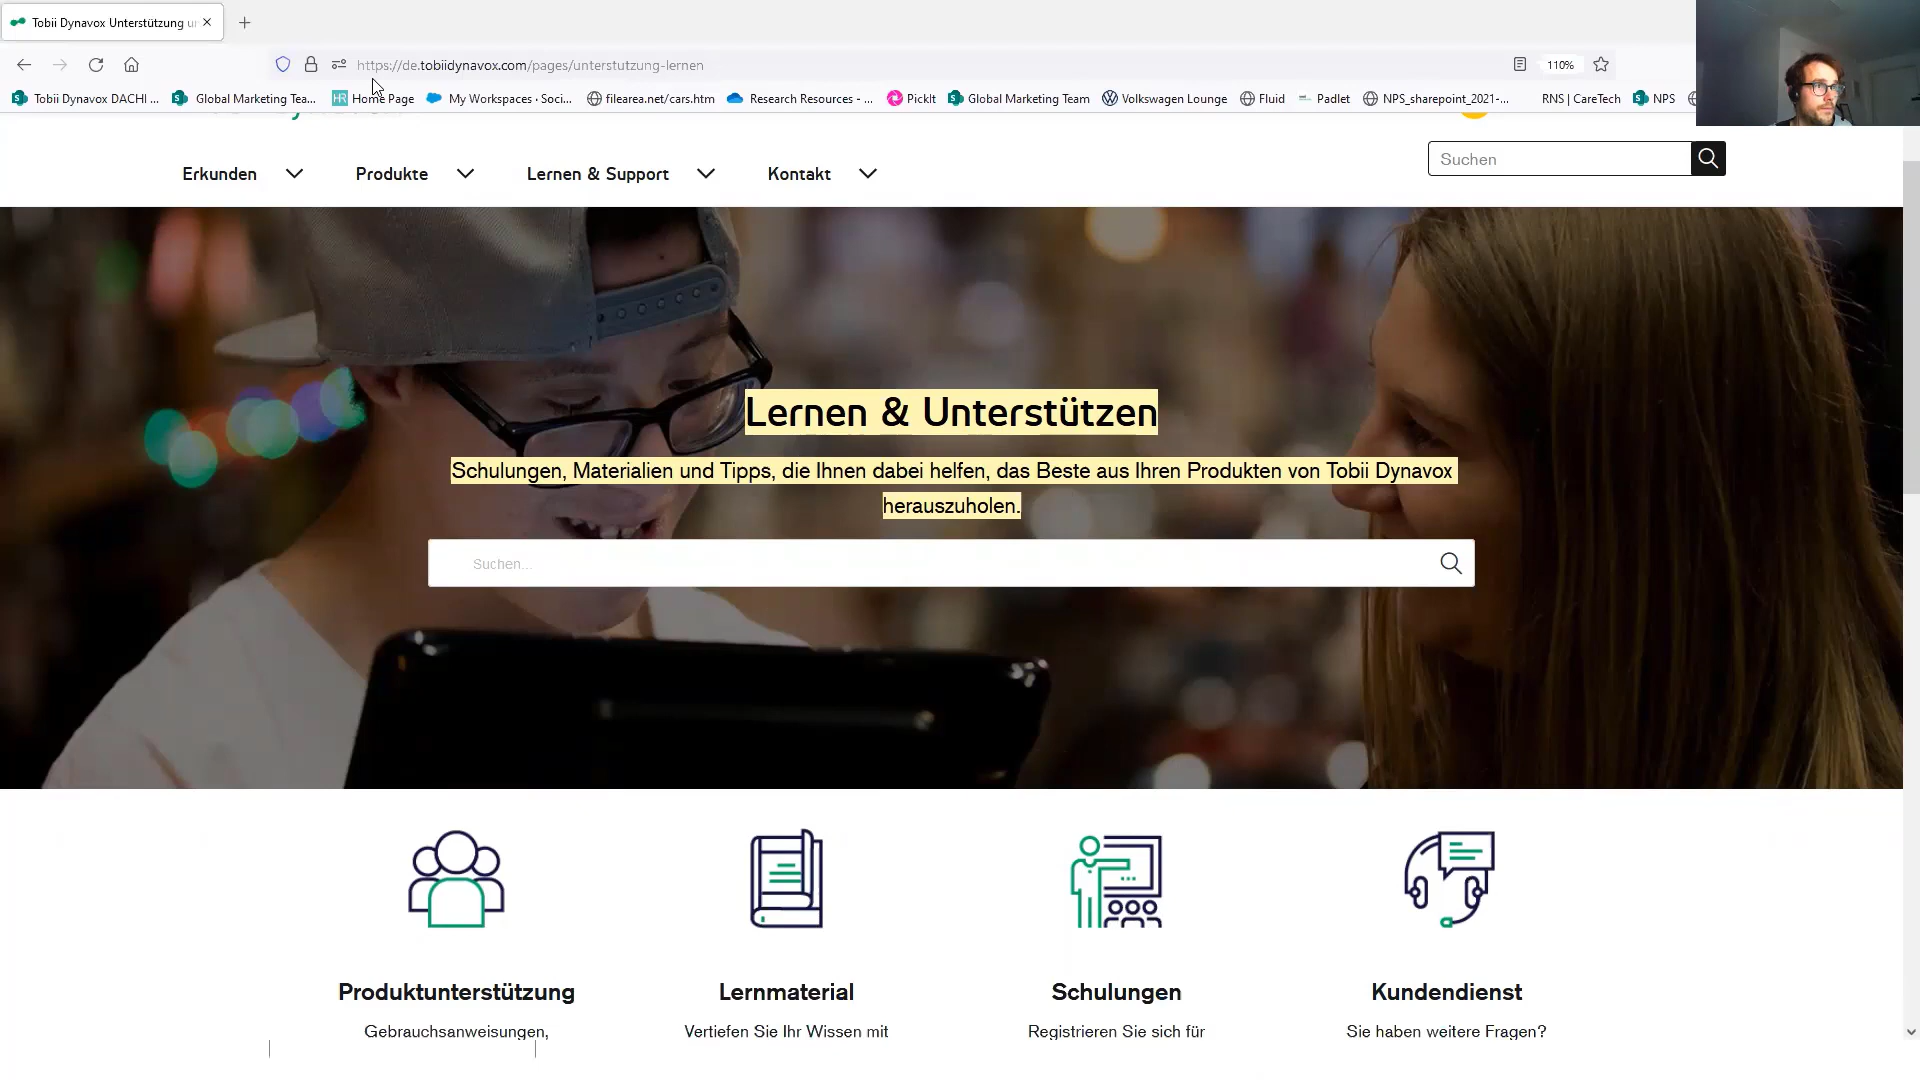 Tobii Dynavox Unterstützung u
https://de.tobiidynavox.com/pages/unterstutzung-lernen
110%
Tobii Dynavox DACHI ...
Global Marketing Tea...
HR
Home Page
My Workspaces · Soci...
filearea.net/cars.htm
Research Resources - ...
PickIt
Global Marketing Team
Volkswagen Lounge
Fluid
Padlet
NPS_sharepoint_2021-...
RNS | CareTech
NPS
Erkunden
Produkte
Lernen & Support
Kontakt
Suchen
Lernen & Unterstützen
Schulungen, Materialien und Tipps, die Ihnen dabei helfen, das Beste aus Ihren Produkten von Tobii Dynavox
herauszuholen.
Suchen...
Produktunterstützung
Lernmaterial
Schulungen
Kundendienst
Gebrauchsanweisungen,
Vertiefen Sie Ihr Wissen mit
Registrieren Sie sich für
Sie haben weitere Fragen?